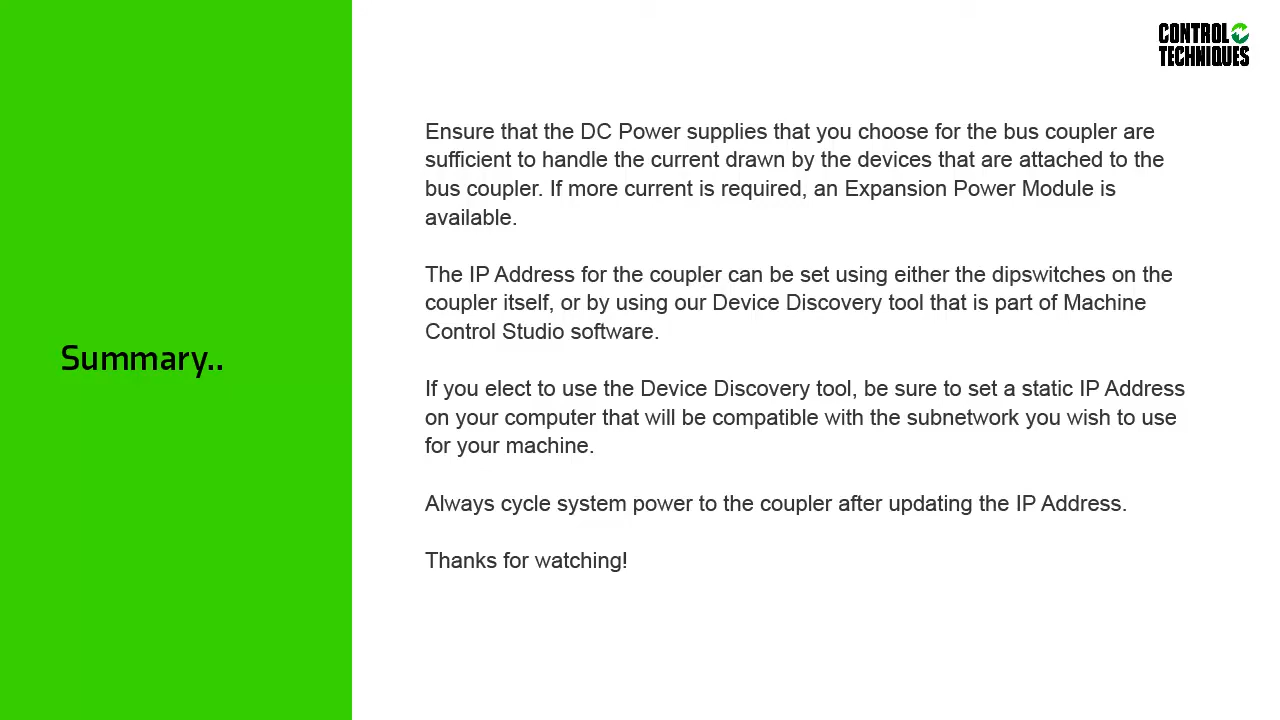 CONTROL
TECHNIQUES
Summary..
Ensure that the DC Power supplies that you choose for the bus coupler are
sufficient to handle the current drawn by the devices that are attached to the
bus coupler. If more current is required, an Expansion Power Module is
available.
The IP Address for the coupler can be set using either the dipswitches on the
coupler itself, or by using our Device Discovery tool that is part of Machine
Control Studio software.
If you elect to use the Device Discovery tool, be sure to set a static IP Address
on your computer that will be compatible with the subnetwork you wish to use
for your machine.
Always cycle system power to the coupler after updating the IP Address.
Thanks for watching!